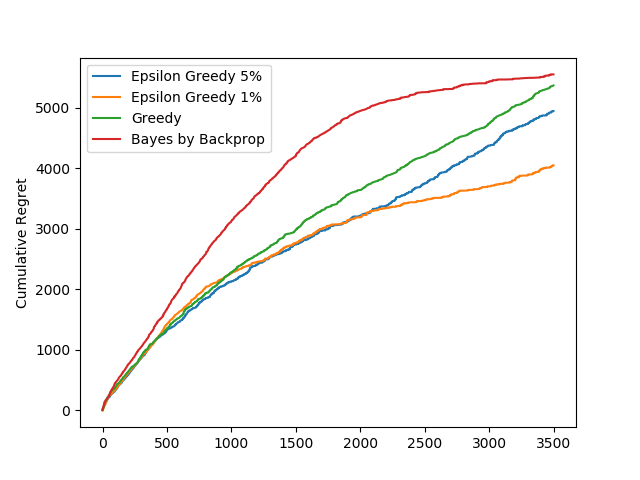 Epsilon Greedy 5%
Epsilon Greedy 1%
Greedy
Bayes by Backprop
Cumulative Regret
5000
4000
3000
2000
1000
0
0 500 1000 1500 2000 2500 3000 3500